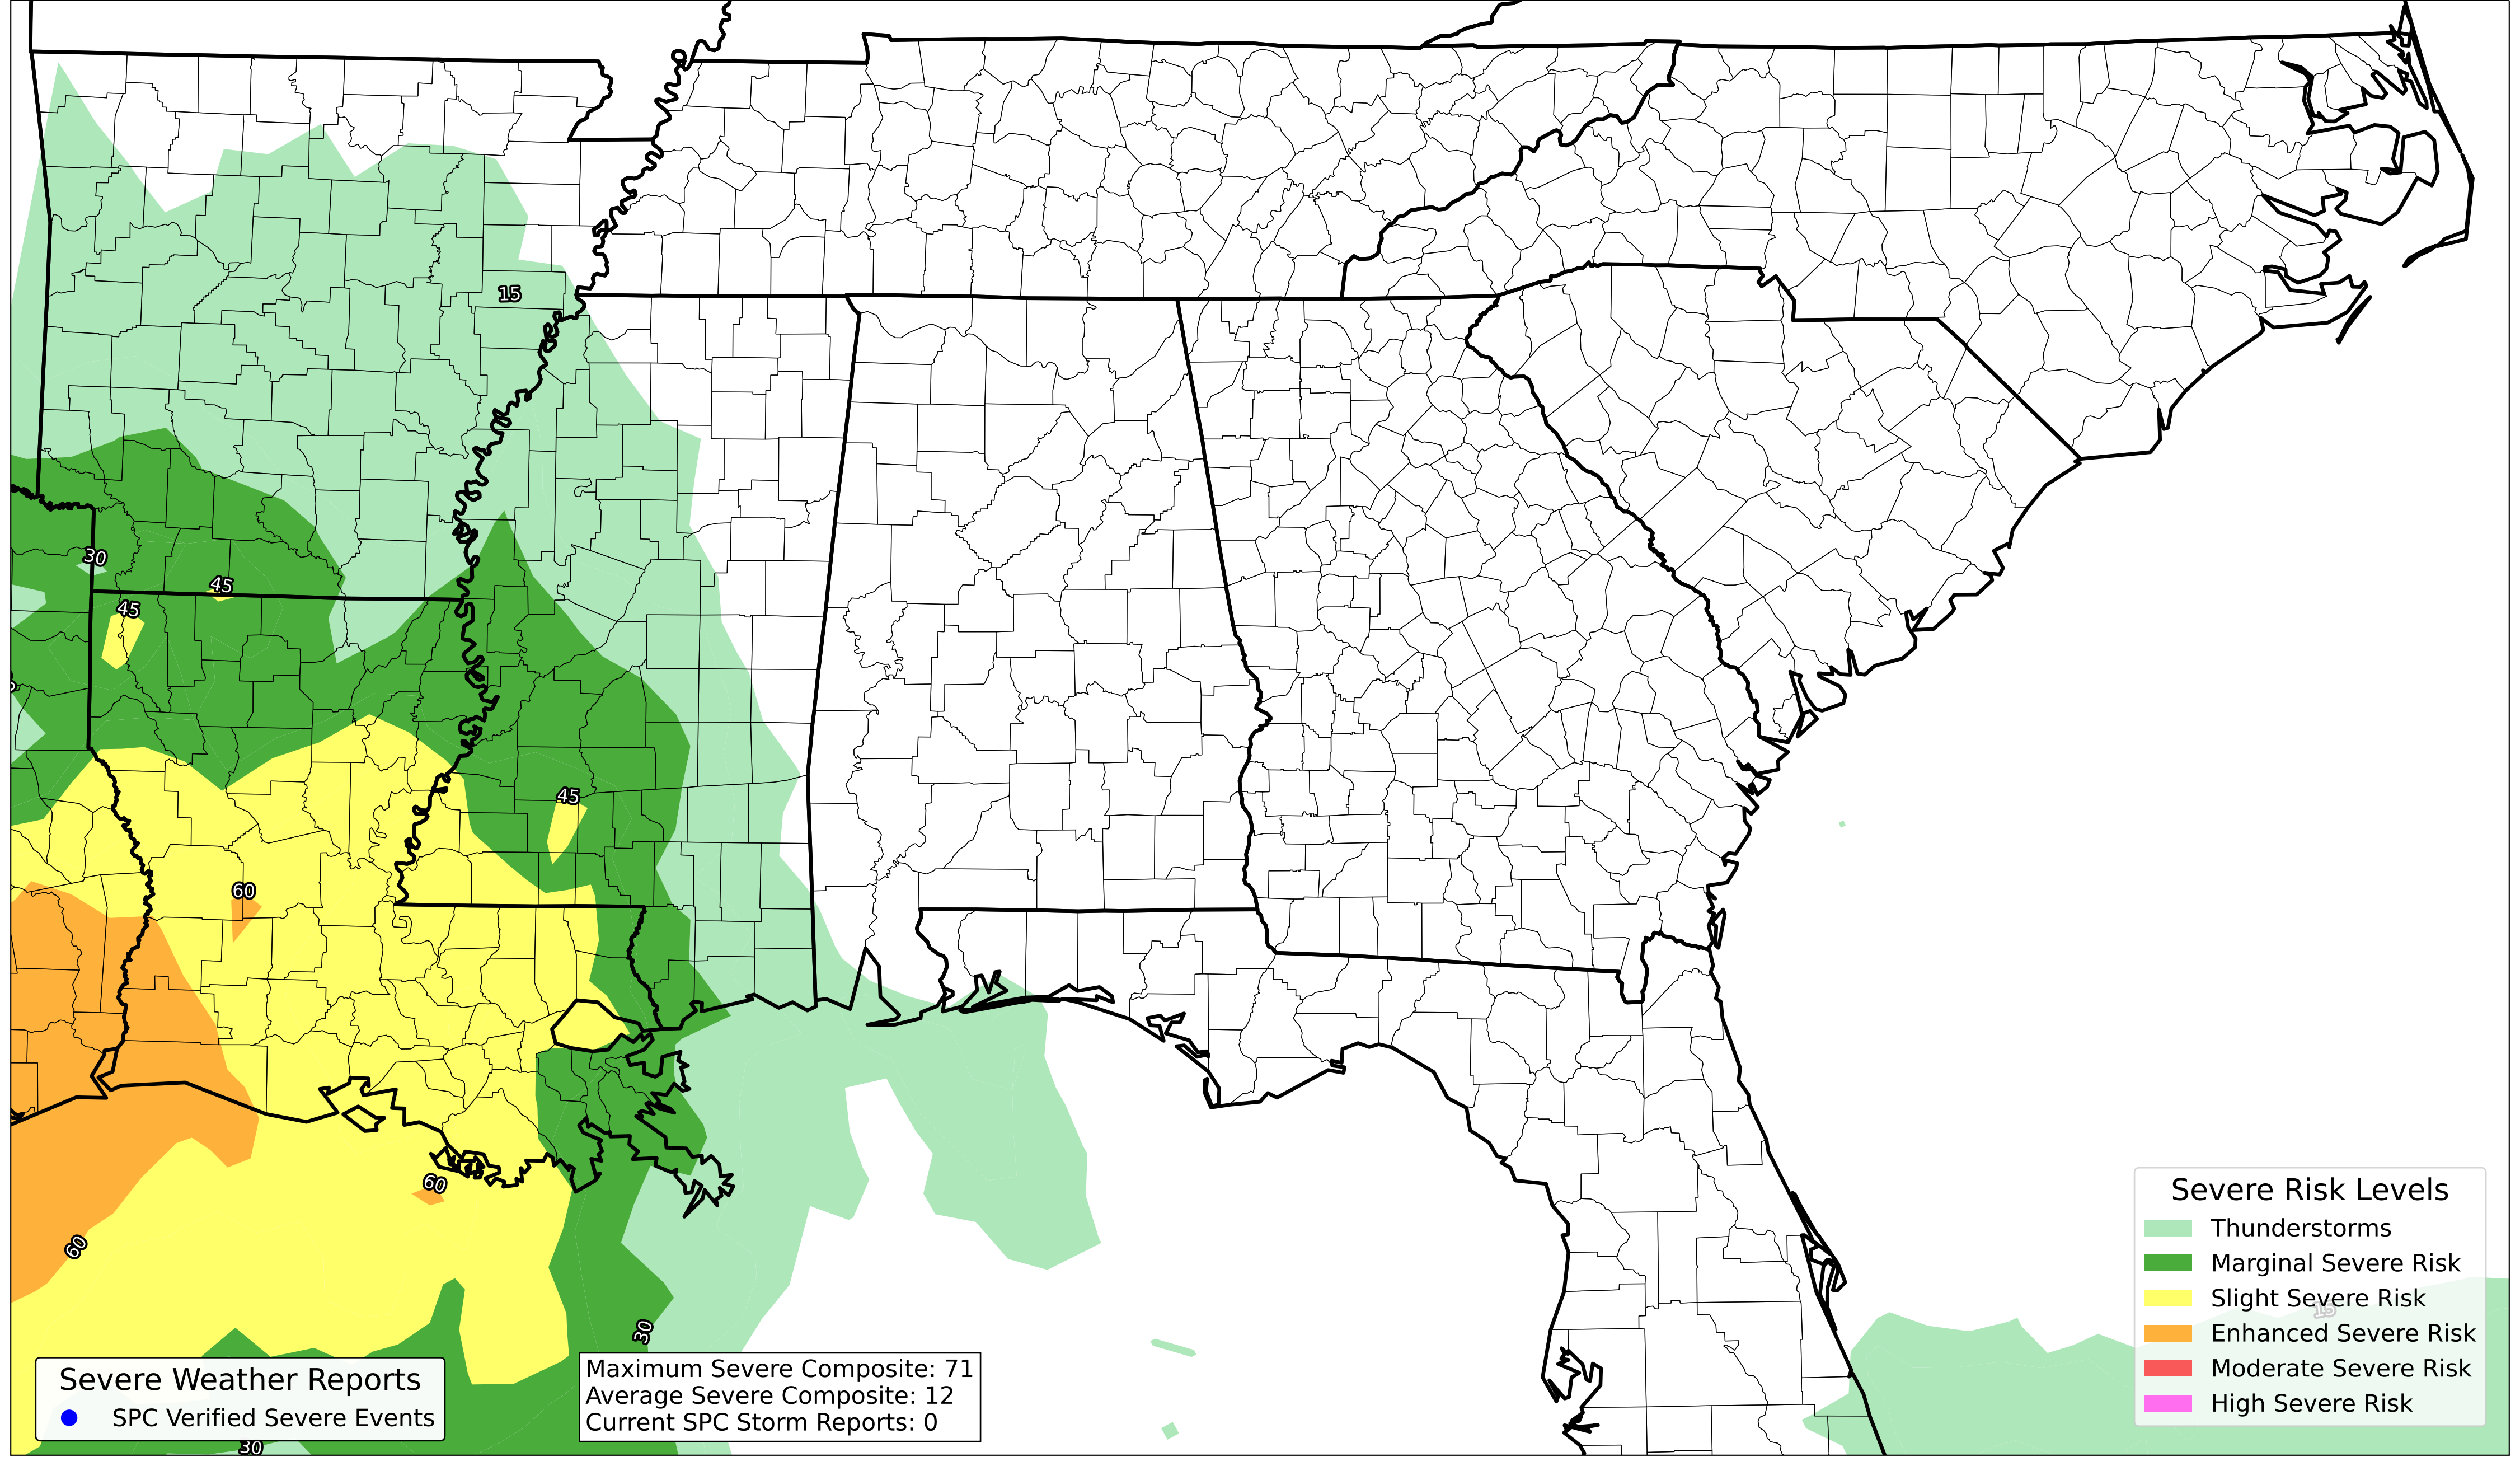 15
30
45
45
45
60
60
60
30
15
30
Severe Risk Levels
Thunderstorms
Marginal Severe Risk
Slight Severe Risk
Enhanced Severe Risk
Moderate Severe Risk
High Severe Risk
Severe Weather Reports
SPC Verified Severe Events
Maximum Severe Composite: 71
Average Severe Composite: 12
Current SPC Storm Reports: 0